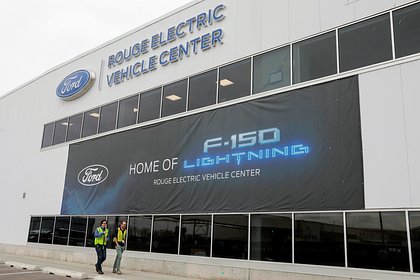 Ford
ROUGE ELECTRIC
VEHICLE CENTER
Ford
HOME OF F-150
LIGHTNING
ROUGE ELECTRIC VEHICLE CENTER